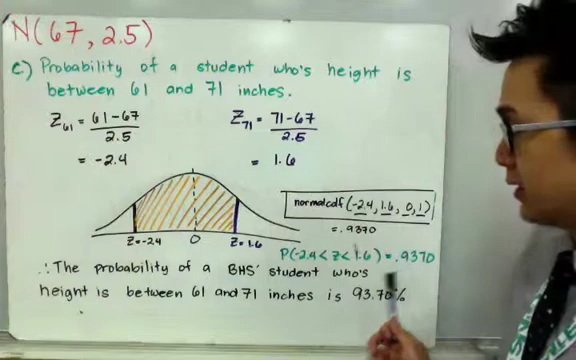 N(67, 2.5)
c) Probability of a student who's height is
between 61 and 71 inches.
Z61 = 61-67/2.5
= -2.4
Z71 = 71-67/2.5
= 1.6
normalcdf (-2.4, 1.6, 0, 1)
= .9370
Z=-2.4 0 Z=1.6
P(-2.4 < Z < 1.6) = .9370
∴ The probability of a BHS student who's
height is between 61 and 71 inches is 93.70%